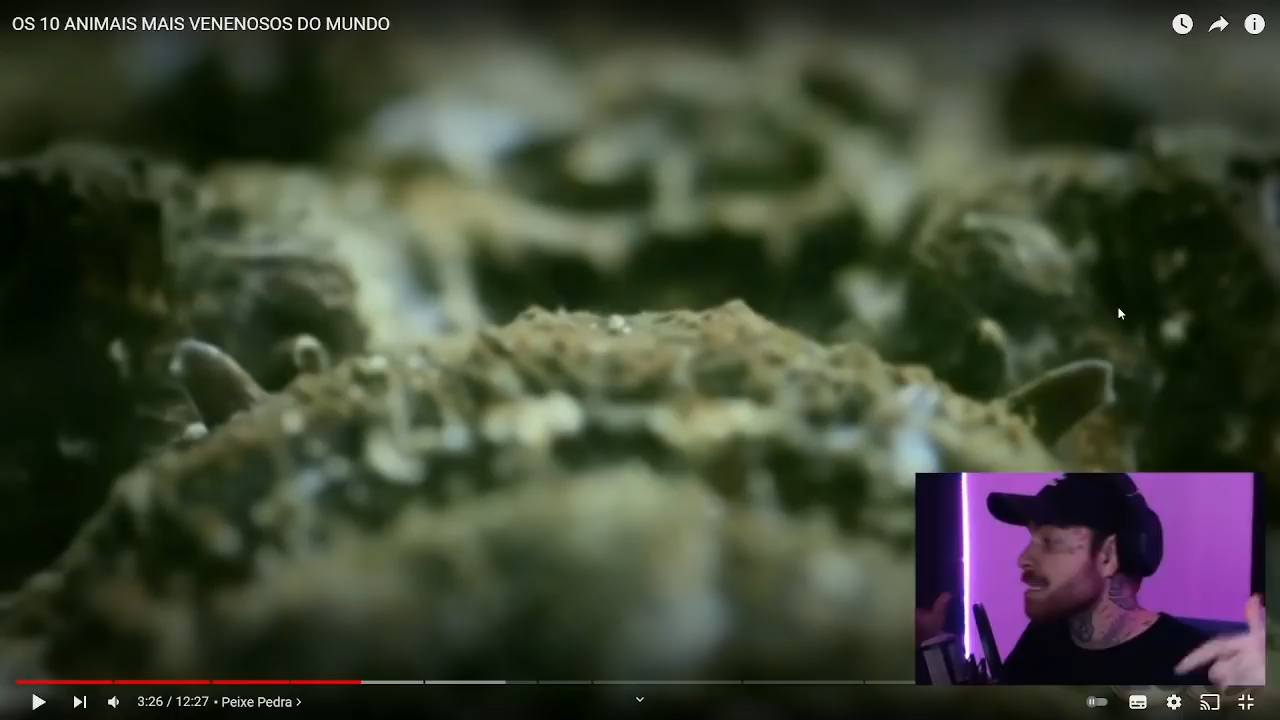 OS 10 ANIMAIS MAIS VENENOSOS DO MUNDO
3:26 / 12:27 • Peixe Pedra ›